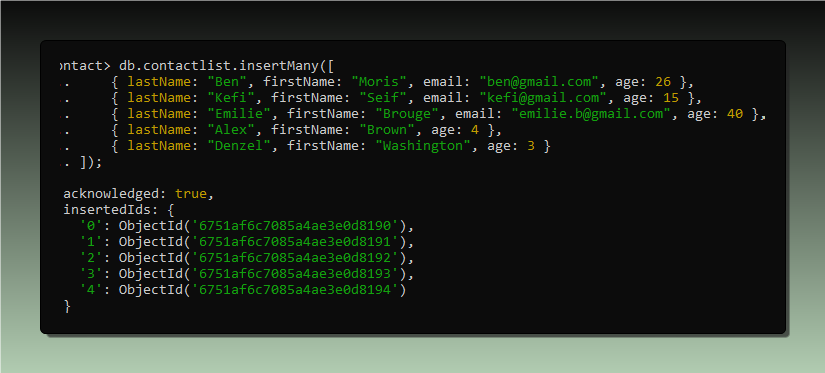 ontact> db.contactlist.insertMany([
.     { lastName: "Ben", firstName: "Moris", email: "ben@gmail.com", age: 26 },
.     { lastName: "Kefi", firstName: "Seif", email: "kefi@gmail.com", age: 15 },
.     { lastName: "Emilie", firstName: "Brouge", email: "emilie.b@gmail.com", age: 40 },
.     { lastName: "Alex", firstName: "Brown", age: 4 },
.     { lastName: "Denzel", firstName: "Washington", age: 3 }
. ]);
acknowledged: true,
insertedIds: {
  '0': ObjectId('6751af6c7085a4ae3e0d8190'),
  '1': ObjectId('6751af6c7085a4ae3e0d8191'),
  '2': ObjectId('6751af6c7085a4ae3e0d8192'),
  '3': ObjectId('6751af6c7085a4ae3e0d8193'),
  '4': ObjectId('6751af6c7085a4ae3e0d8194')
}